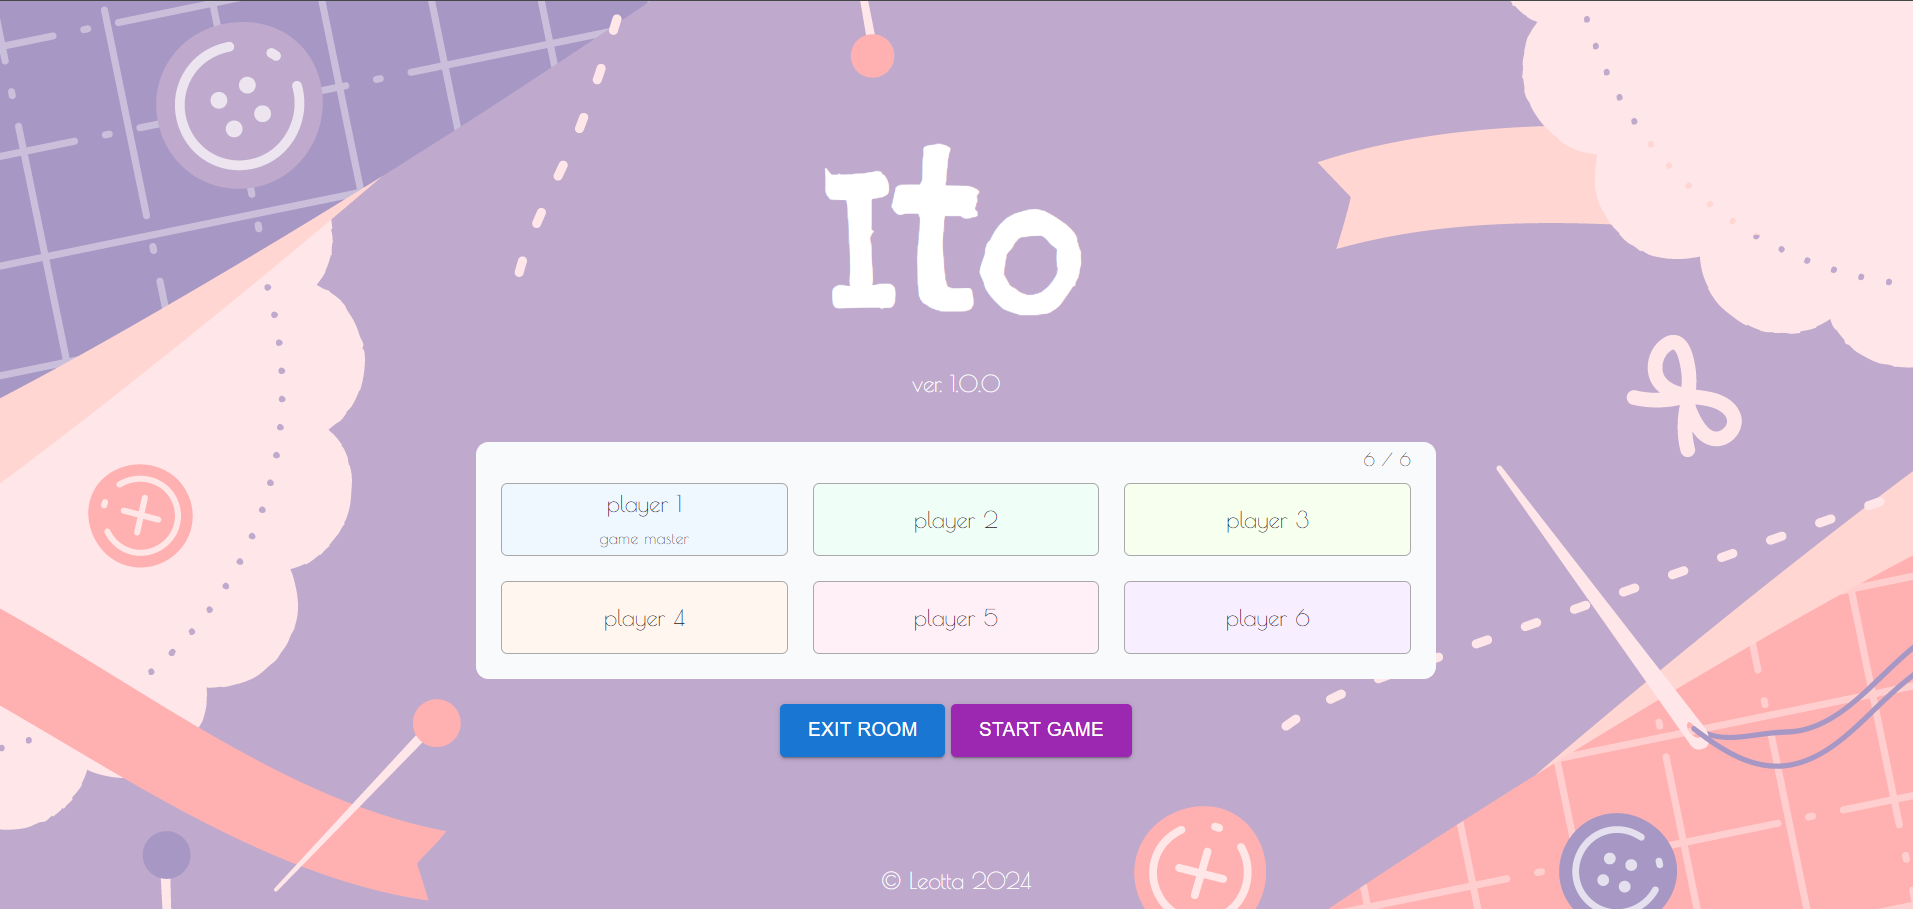 Ito
ver. 1.0.0
6 / 6
player 1
game master
player 2
player 3
player 4
player 5
player 6
EXIT ROOM
START GAME
© Leotta 2024